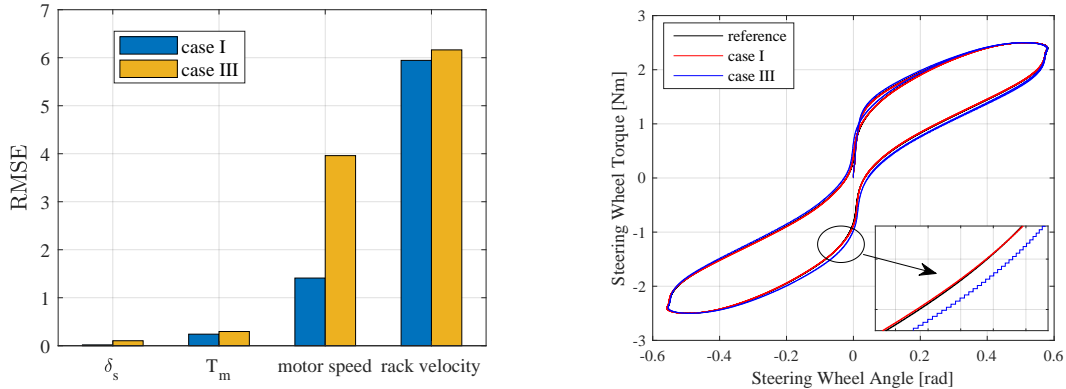 7
6
5
4
3
2
1
0
RMSE
case I
case III
δs
Tm
motor speed
rack velocity
3
2
1
0
-1
-2
-3
Steering Wheel Torque [Nm]
reference
case I
case III
-0.6
-0.4
-0.2
0
0.2
0.4
0.6
Steering Wheel Angle [rad]